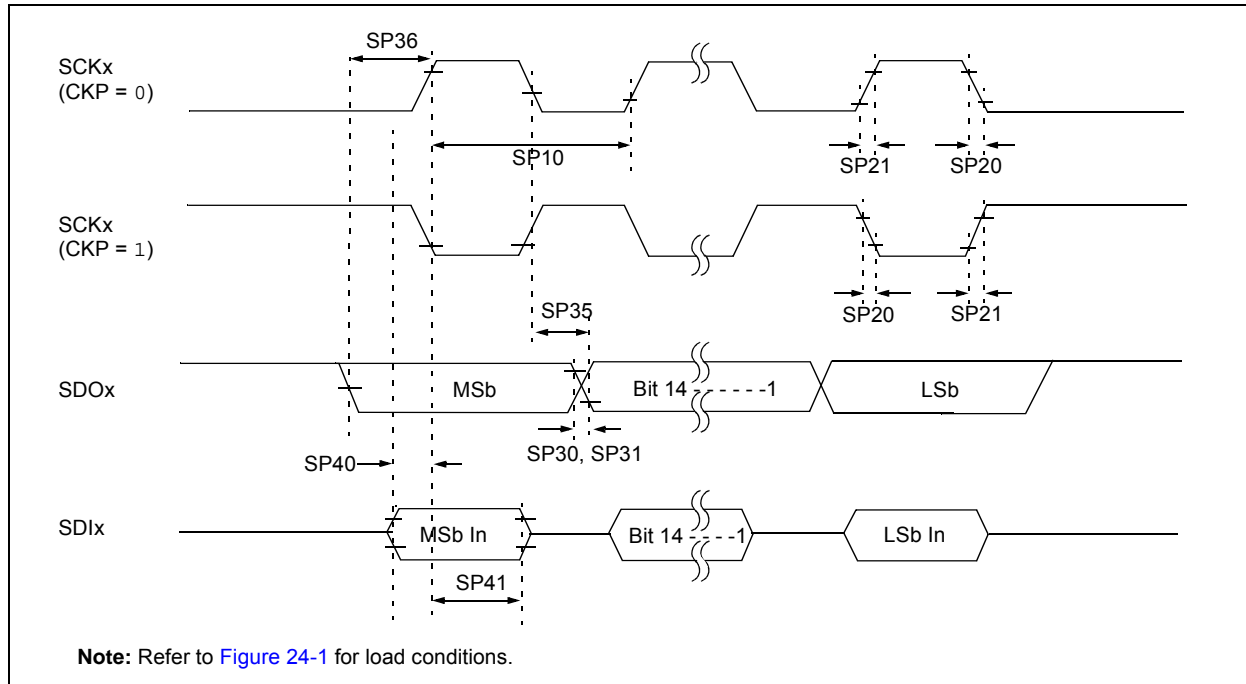 SP36
SCKx
(CKP = 0)
SP10
SP21
SP20
SCKx
(CKP = 1)
SP35
SP20
SP21
SDOx
MSb
Bit 14 - - - - - -1
LSb
SP40
SP30, SP31
SDIx
MSb In
Bit 14 - - - - -1
LSb In
SP41
Note: Refer to Figure 24-1 for load conditions.